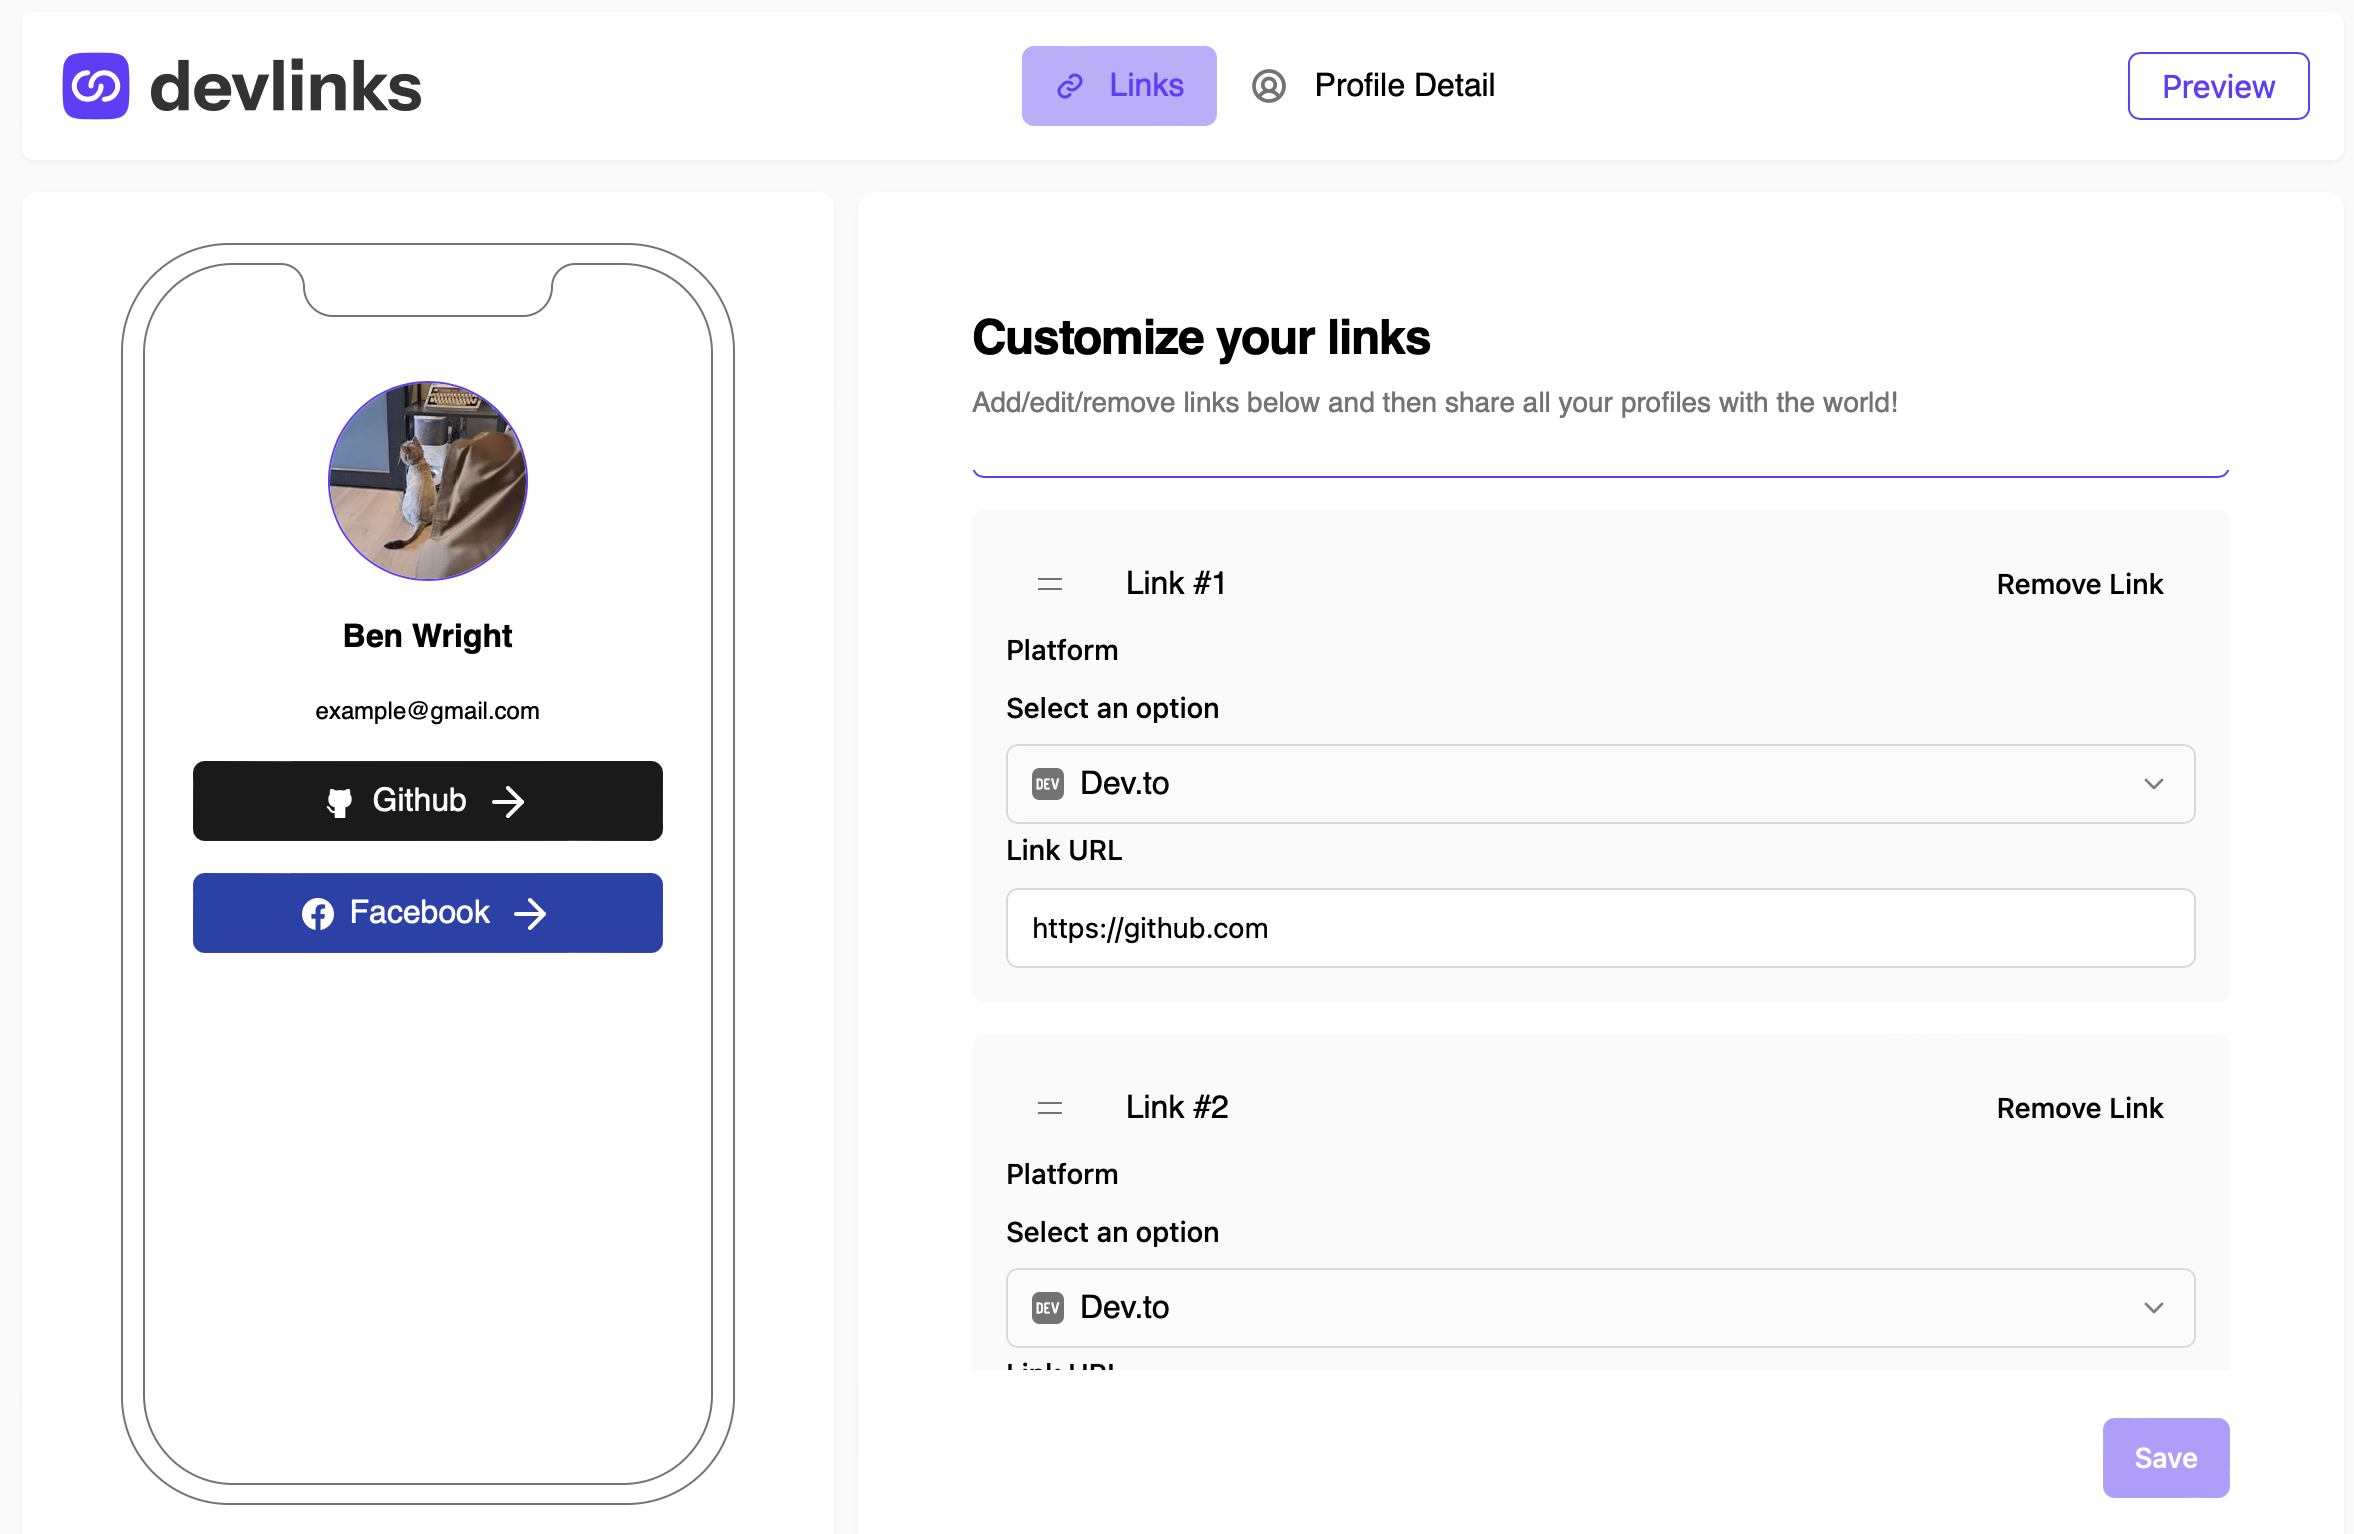 devlinks
Links
Profile Detail
Preview
Ben Wright
example@gmail.com
Github
Facebook
Customize your links
Add/edit/remove links below and then share all your profiles with the world!
Link #1
Remove Link
Platform
Select an option
DEV Dev.to
Link URL
https://github.com
Link #2
Remove Link
Platform
Select an option
DEV Dev.to
Link URL
Save